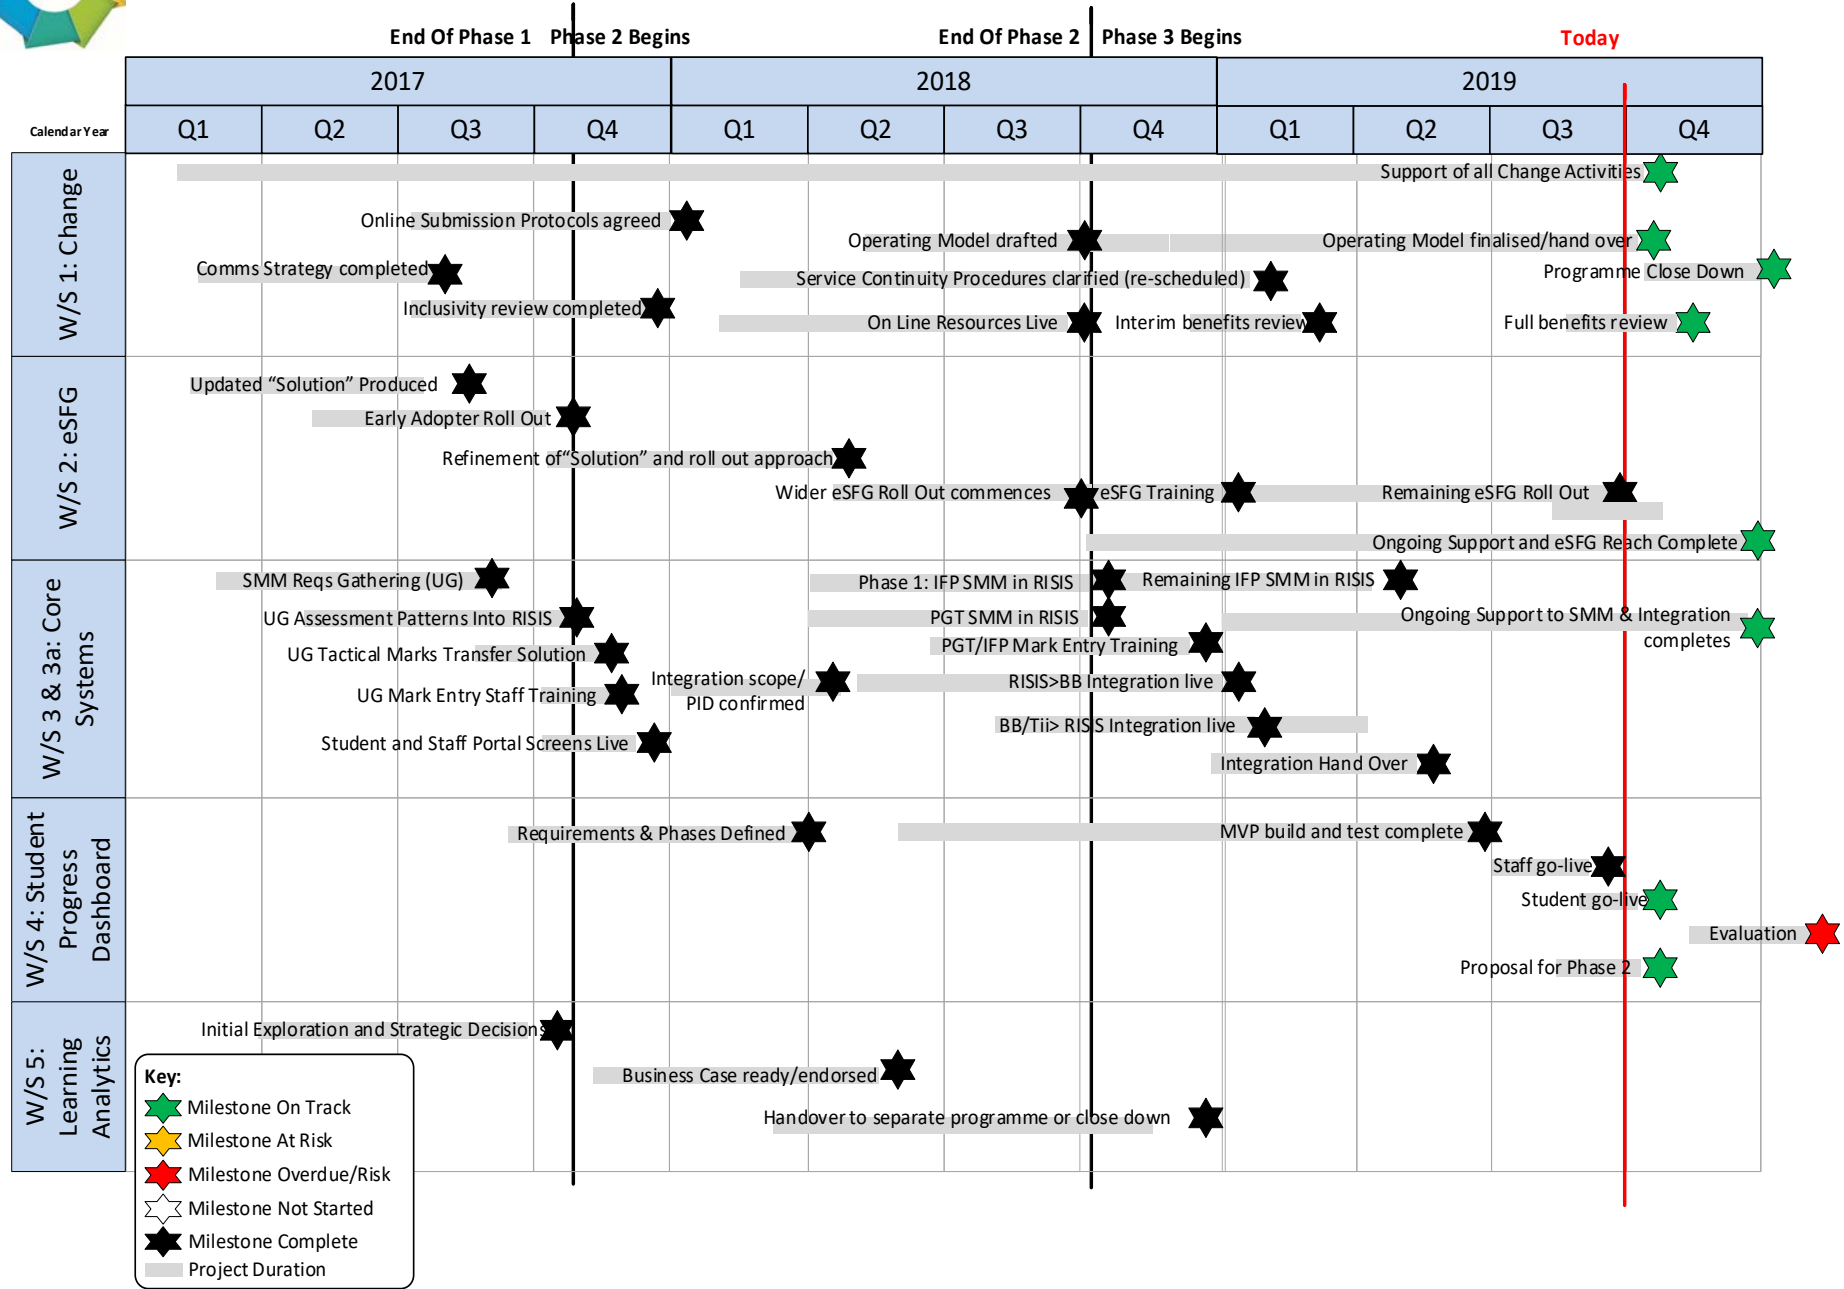 End Of Phase 1
Phase 2 Begins
End Of Phase 2
Phase 3 Begins
Today
2017
2018
2019
Calendar Year
Q1
Q2
Q3
Q4
Q1
Q2
Q3
Q4
Q1
Q2
Q3
Q4
W/S 1: Change
Support of all Change Activities
Online Submission Protocols agreed
Operating Model drafted
Operating Model finalised/hand over
Comms Strategy completed
Service Continuity Procedures clarified (re-scheduled)
Programme Close Down
Inclusivity review completed
On Line Resources Live
Interim benefits review
Full benefits review
W/S 2: eSFG
Updated “Solution” Produced
Early Adopter Roll Out
Refinement of“Solution” and roll out approach
Wider eSFG Roll Out commences
eSFG Training
Remaining eSFG Roll Out
Ongoing Support and eSFG Reach Complete
W/S 3 & 3a: Core
Systems
SMM Reqs Gathering (UG)
Phase 1: IFP SMM in RISIS
Remaining IFP SMM in RISIS
UG Assessment Patterns Into RISIS
PGT SMM in RISIS
Ongoing Support to SMM & Integration
completes
UG Tactical Marks Transfer Solution
PGT/IFP Mark Entry Training
UG Mark Entry Staff Training
Integration scope/
PID confirmed
RISIS>BB Integration live
Student and Staff Portal Screens Live
BB/Tii> RISIS Integration live
Integration Hand Over
W/S 4: Student
Progress
Dashboard
Requirements & Phases Defined
MVP build and test complete
Staff go-live
Student go-live
Evaluation
Proposal for Phase 2
W/S 5:
Learning
Analytics
Initial Exploration and Strategic Decisions
Business Case ready/endorsed
Handover to separate programme or close down
Key:
Milestone On Track
Milestone At Risk
Milestone Overdue/Risk
Milestone Not Started
Milestone Complete
Project Duration